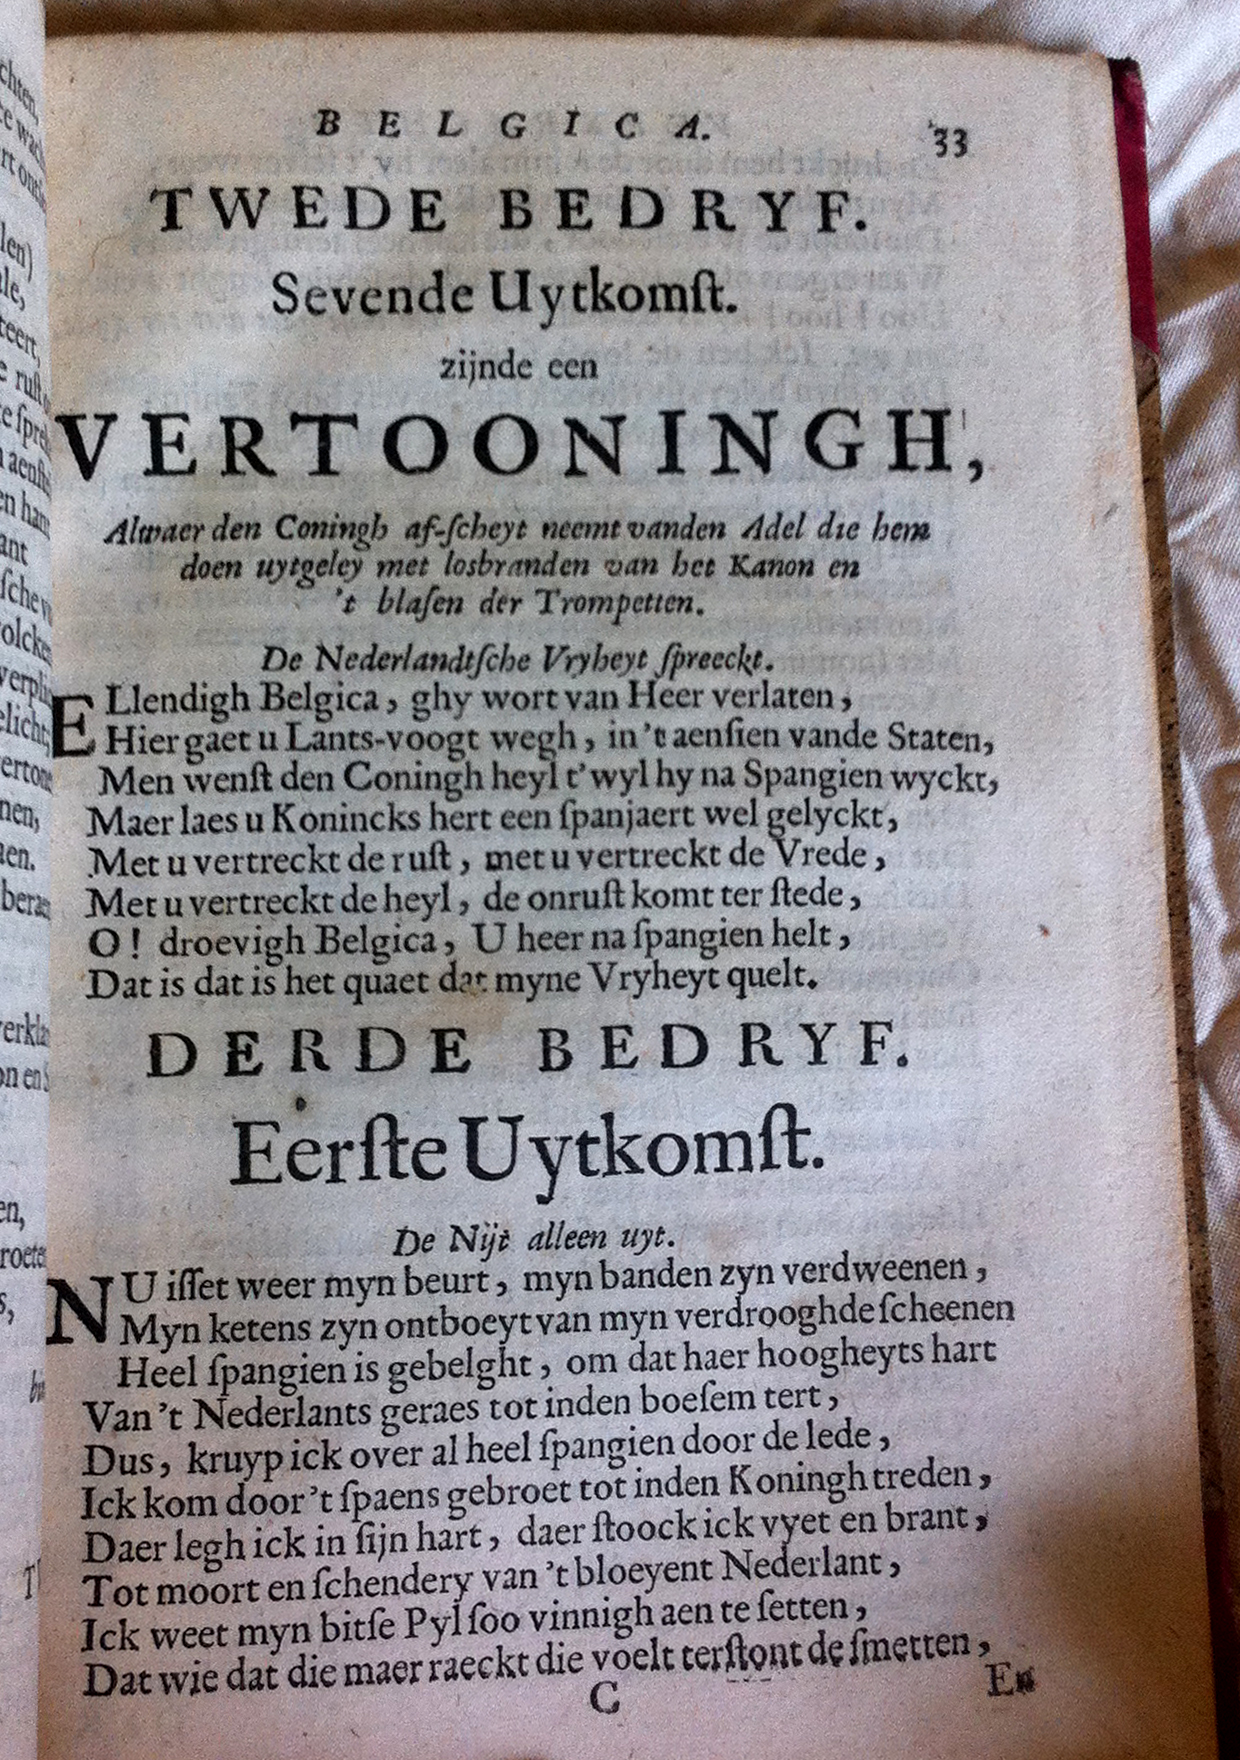 BELGICA. 33
TWEDE BEDRYF.
Sevende Uytkomſt.
zijnde een
VERTOONINGH,
Alwaer den Coningh af-ſcheyt neemt vanden Adel die hem
doen uytgeley met losbranden van het Kanon en
't blaſen der Trompetten.
De Nederlandtſche Vryheyt ſpreeckt.
ELlendigh Belgica, ghy wort van Heer verlaten,
Hier gaet u Lants-voogt wegh, in 't aenſien vande Staten,
Men wenſt den Coningh heyl t'wyl hy na Spangien wyckt,
Maer laes u Konincks hert een ſpanjaert wel gelyckt,
Met u vertreckt de ruſt, met u vertreckt de Vrede,
Met u vertreckt de heyl, de onruſt komt ter ſtede,
O! droevigh Belgica, U heer na ſpangien helt,
Dat is dat is het quaet dat myne Vryheyt quelt.
DERDE BEDRYF.
Eerſte Uytkomſt.
De Nijt alleen uyt.
NU iſſet weer myn beurt, myn banden zyn verdweenen,
Myn ketens zyn ontboeyt van myn verdrooghde ſcheenen
Heel ſpangien is gebelght, om dat haer hoogheyts hart
Van 't Nederlants geraes tot inden boeſem tert,
Dus, kruyp ick over al heel ſpangien door de lede,
Ick kom door 't ſpaens gebroet tot inden Koningh treden,
Daer legh ick in ſijn hart, daer ſtoock ick vyet en brant,
Tot moort en ſchendery van 't bloeyent Nederlant,
Ick weet myn bitſe Pyl ſoo vinnigh aen te ſetten,
Dat wie dat die maer raeckt die voelt terſtont de ſmetten,
C En